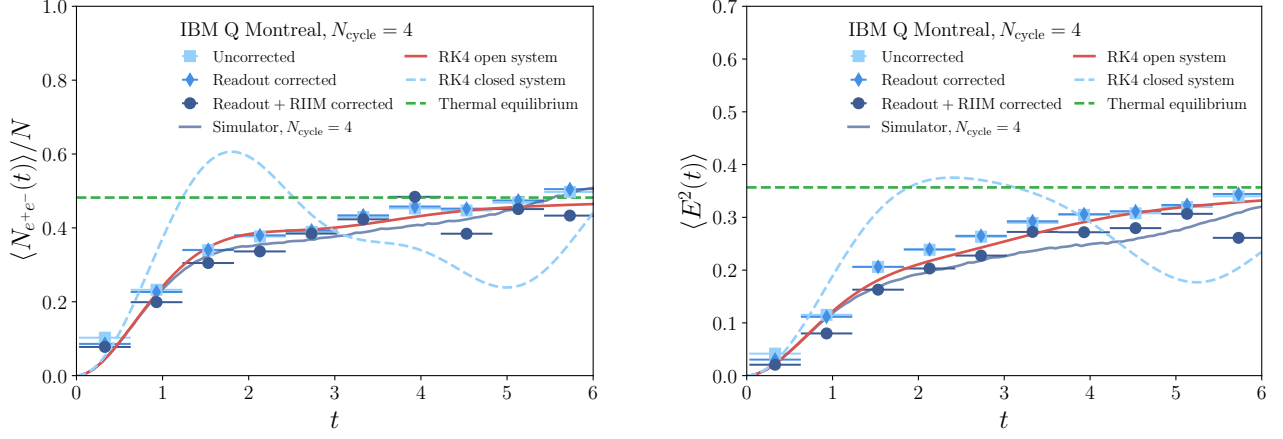 IBM Q Montreal, N_cycle = 4
Uncorrected
Readout corrected
Readout + RIIM corrected
Simulator, N_cycle = 4
RK4 open system
RK4 closed system
Thermal equilibrium
⟨N_{e⁺e⁻}(t)⟩/N
1.0
0.8
0.6
0.4
0.2
0.0
0 1 2 3 4 5 6
t
IBM Q Montreal, N_cycle = 4
Uncorrected
Readout corrected
Readout + RIIM corrected
Simulator, N_cycle = 4
RK4 open system
RK4 closed system
Thermal equilibrium
⟨E²(t)⟩
0.7
0.6
0.5
0.4
0.3
0.2
0.1
0.0
0 1 2 3 4 5 6
t